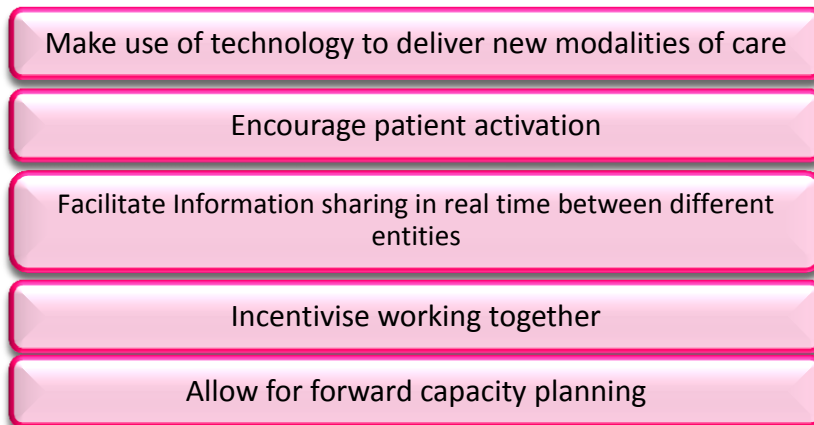 Make use of technology to deliver new modalities of care
Encourage patient activation
Facilitate Information sharing in real time between different
entities
Incentivise working together
Allow for forward capacity planning